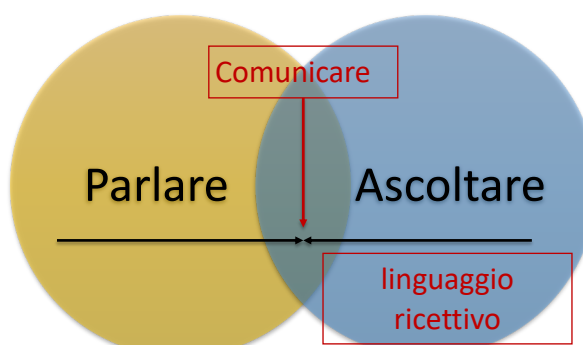 Comunicare
Parlare
Ascoltare
linguaggio
ricettivo